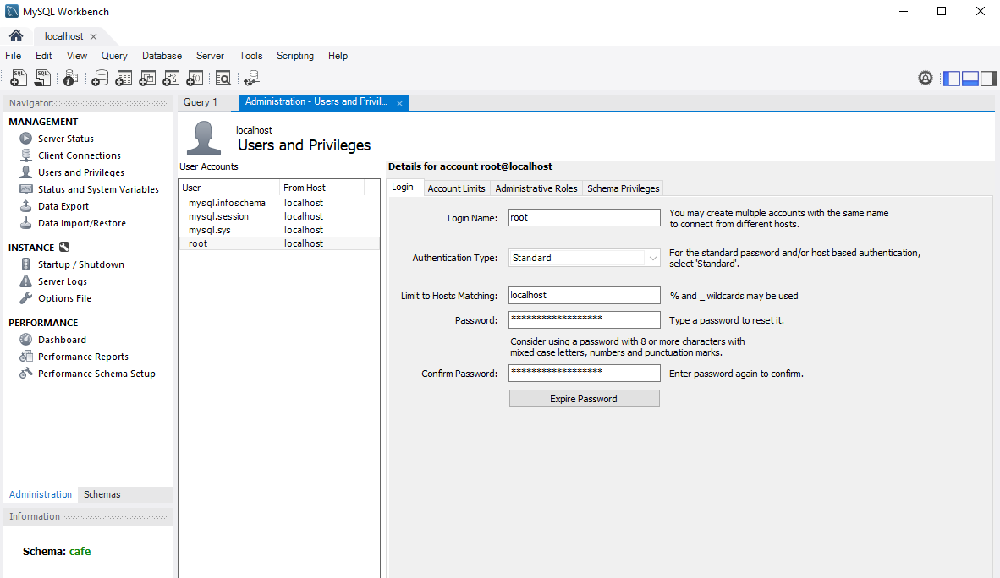 MySQL Workbench
localhost
File Edit View Query Database Server Tools Scripting Help
Navigator
MANAGEMENT
Server Status
Client Connections
Users and Privileges
Status and System Variables
Data Export
Data Import/Restore
INSTANCE
Startup / Shutdown
Server Logs
Options File
PERFORMANCE
Dashboard
Performance Reports
Performance Schema Setup
Administration Schemas
Information
Schema: cafe
Query 1 Administration - Users and Privil...
localhost
Users and Privileges
User Accounts
User From Host
mysql.infoschema localhost
mysql.session localhost
mysql.sys localhost
root localhost
Details for account root@localhost
Login Account Limits Administrative Roles Schema Privileges
Login Name: root You may create multiple accounts with the same name
to connect from different hosts.
Authentication Type: Standard For the standard password and/or host based authentication,
select 'Standard'.
Limit to Hosts Matching: localhost % and _ wildcards may be used
Password: ****************** Type a password to reset it.
Consider using a password with 8 or more characters with
mixed case letters, numbers and punctuation marks.
Confirm Password: ****************** Enter password again to confirm.
Expire Password